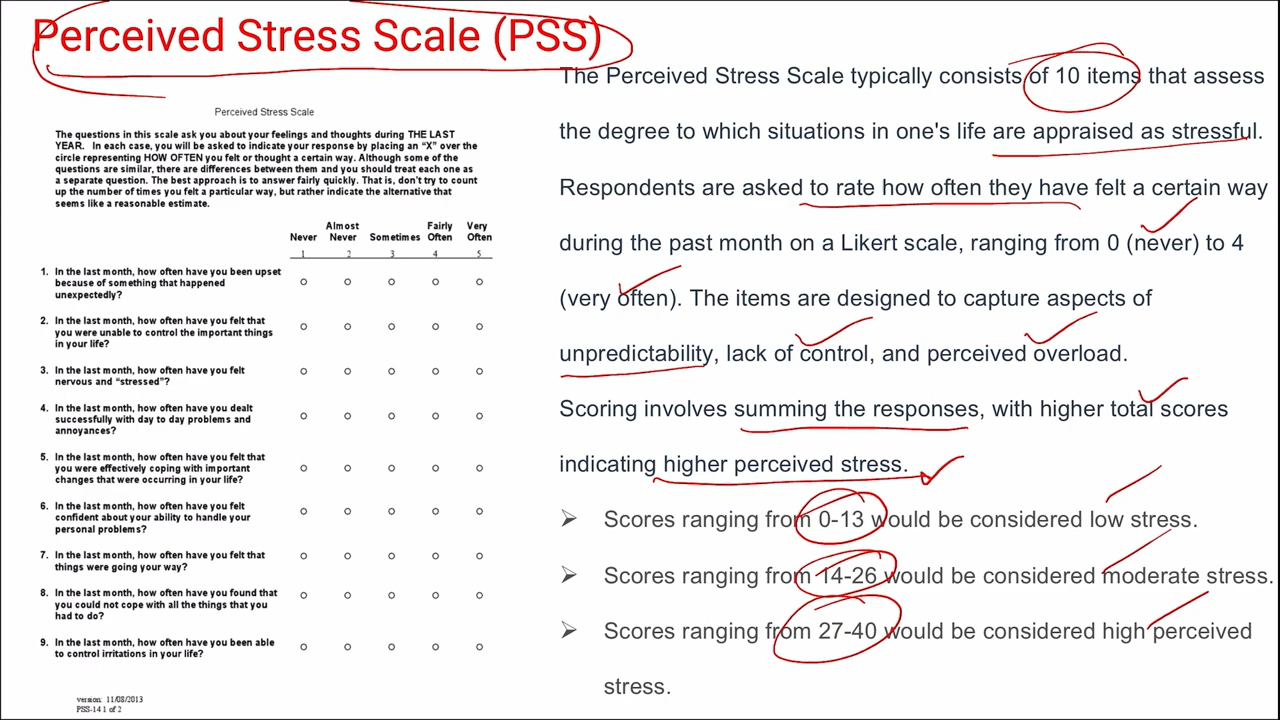 Perceived Stress Scale (PSS)
Perceived Stress Scale
The questions in this scale ask you about your feelings and thoughts during THE LAST
YEAR. In each case, you will be asked to indicate your response by placing an “X” over the
circle representing HOW OFTEN you felt or thought a certain way. Although some of the
questions are similar, there are differences between them and you should treat each one as
a separate question. The best approach is to answer fairly quickly. That is, don't try to count
up the number of times you felt a particular way, but rather indicate the alternative that
seems like a reasonable estimate.
Almost Fairly Very
Never Never Sometimes Often Often
1 2 3 4 5
1. In the last month, how often have you been upset
because of something that happened
unexpectedly?
2. In the last month, how often have you felt that
you were unable to control the important things
in your life?
3. In the last month, how often have you felt
nervous and “stressed”?
4. In the last month, how often have you dealt
successfully with day to day problems and
annoyances?
5. In the last month, how often have you felt that
you were effectively coping with important
changes that were occurring in your life?
6. In the last month, how often have you felt
confident about your ability to handle your
personal problems?
7. In the last month, how often have you felt that
things were going your way?
8. In the last month, how often have you found that
you could not cope with all the things that you
had to do?
9. In the last month, how often have you been able
to control irritations in your life?
version: 11/08/2013
PSS-14 1 of 2
The Perceived Stress Scale typically consists of 10 items that assess
the degree to which situations in one's life are appraised as stressful.
Respondents are asked to rate how often they have felt a certain way
during the past month on a Likert scale, ranging from 0 (never) to 4
(very often). The items are designed to capture aspects of
unpredictability, lack of control, and perceived overload.
Scoring involves summing the responses, with higher total scores
indicating higher perceived stress.
➢ Scores ranging from 0-13 would be considered low stress.
➢ Scores ranging from 14-26 would be considered moderate stress.
➢ Scores ranging from 27-40 would be considered high perceived
stress.